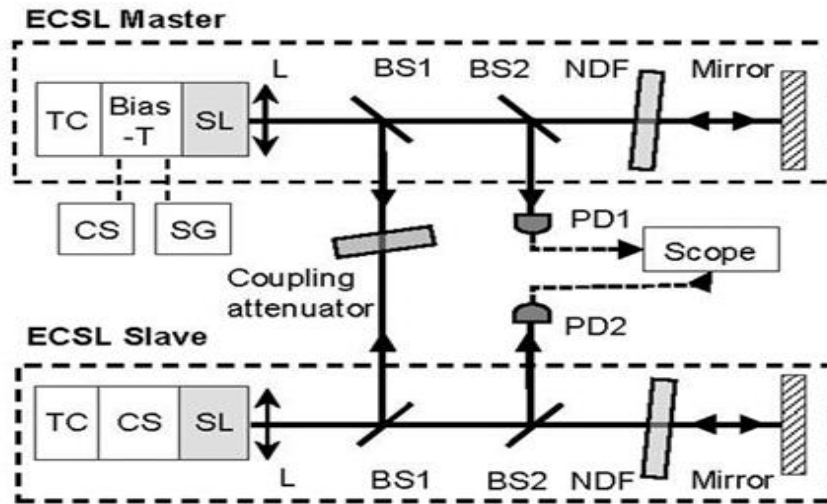 ECSL Master
L
BS1
BS2
NDF
Mirror
TC
Bias
-T
SL
CS
SG
PD1
Scope
Coupling
attenuator
PD2
ECSL Slave
TC
CS
SL
L
BS1
BS2
NDF
Mirror